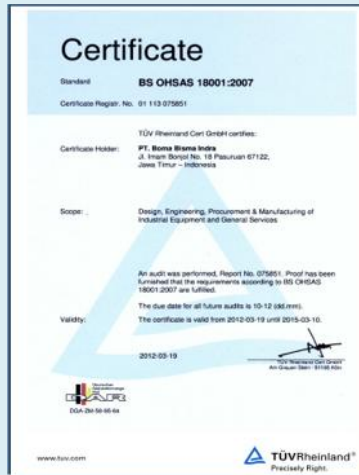 Certificate
Standard BS OHSAS 18001:2007
Certificate Registr. No. 01 113 075851
TÜV Rheinland Cert GmbH certifies:
Certificate Holder: PT. Boma Bisma Indra
Jl. Imam Bonjol No. 18 Pasuruan 67122,
Jawa Timur – Indonesia
Scope: Design, Engineering, Procurement & Manufacturing of
Industrial Equipment and General Services
An audit was performed, Report No. 075851. Proof has been
furnished that the requirements according to BS OHSAS
18001:2007 are fulfilled.
The due date for all future audits is 10-12 (dd.mm).
Validity: The certificate is valid from 2012-03-19 until 2015-03-10.
2012-03-19
TÜV Rheinland Cert GmbH
Am Grauen Stein · 51105 Köln
DAR
www.tuv.com
TÜVRheinland®
Precisely Right.